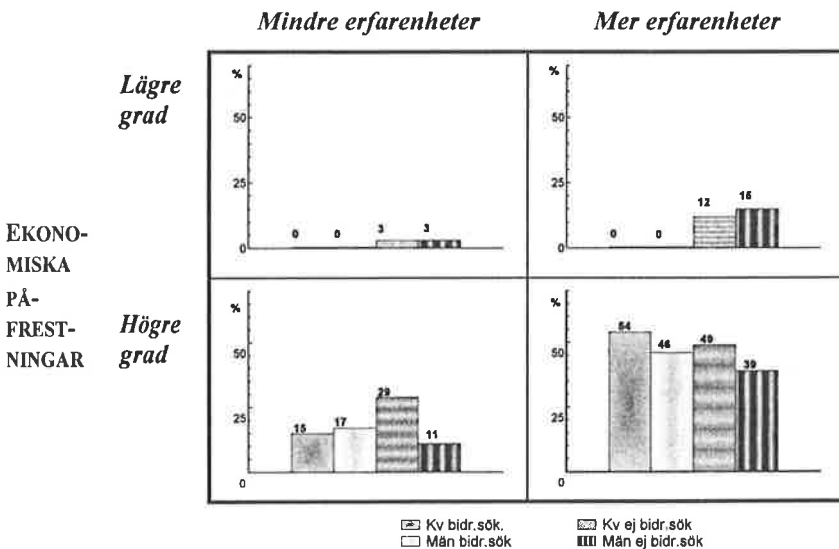 Mindre erfarenheter
Mer erfarenheter
Lägre
grad
%
50
25
0
0
0
3
3
%
50
25
0
0
0
12
15
EKONO-
MISKA
PÅ-
FREST-
NINGAR
Högre
grad
%
50
25
0
15
17
29
11
%
50
25
0
54
46
49
39
Kv bidr.sök.
Kv ej bidr.sök
Män bidr.sök
Män ej bidr.sök